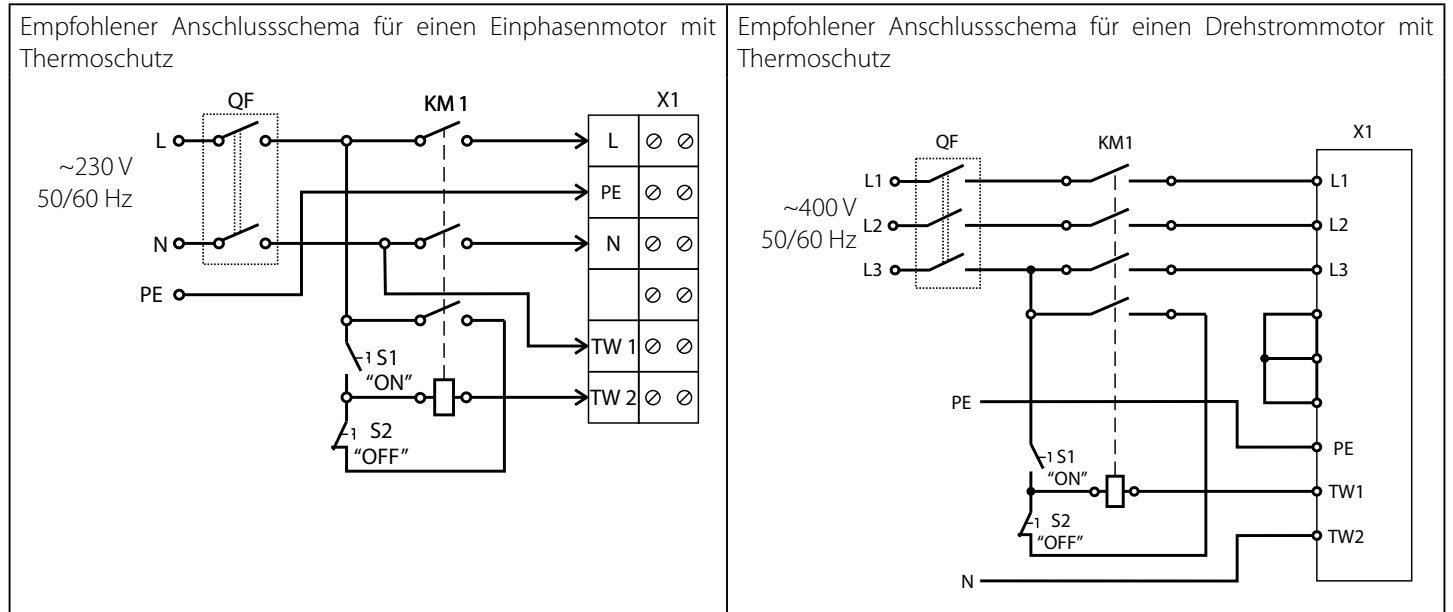 Empfohlener Anschlussschema für einen Einphasenmotor mit
Thermoschutz
QF
KM 1
X1
L
L
~230 V
50/60 Hz
PE
N
N
PE
TW 1
S1
"ON"
TW 2
S2
"OFF"
Empfohlener Anschlussschema für einen Drehstrommotor mit
Thermoschutz
QF
KM1
X1
L1
L1
~400 V
50/60 Hz
L2
L2
L3
L3
PE
PE
S1
"ON"
TW1
S2
"OFF"
TW2
N